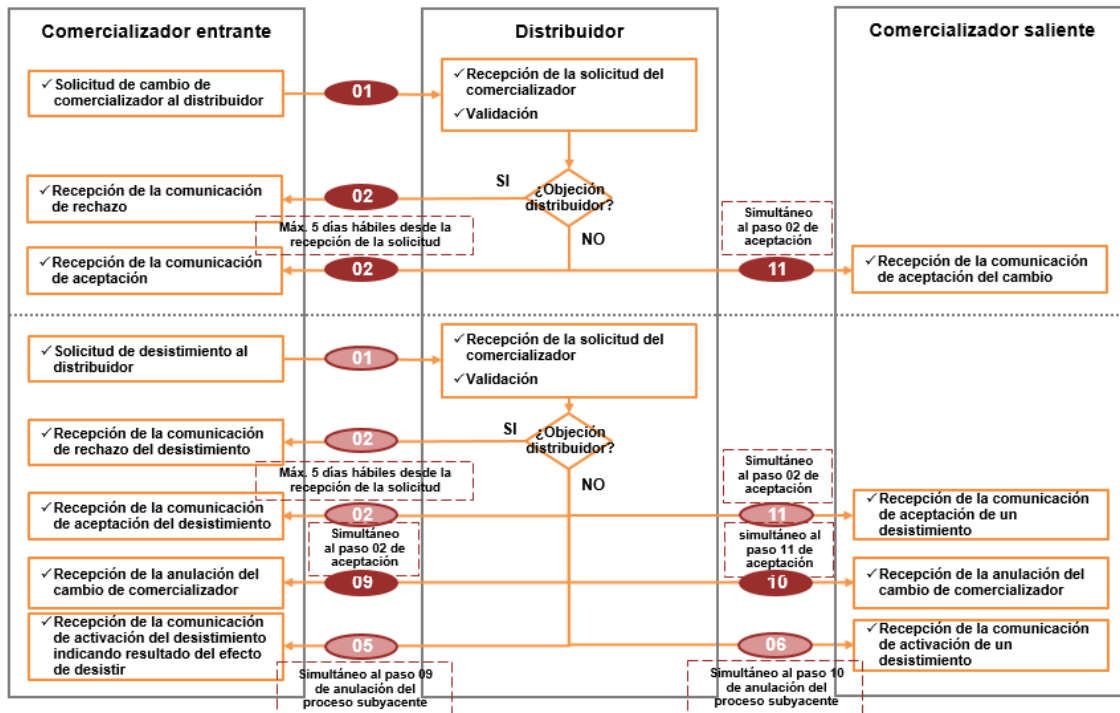 Comercializador entrante
Distribuidor
Comercializador saliente
✓Solicitud de cambio de
comercializador al distribuidor
01
✓Recepción de la solicitud del
comercializador
✓Validación
✓Recepción de la comunicación
de rechazo
02
SI
¿Objeción
distribuidor?
Máx. 5 días hábiles desde la
recepción de la solicitud
NO
Simultáneo
al paso 02 de
aceptación
✓Recepción de la comunicación
de aceptación
02
11
✓Recepción de la comunicación
de aceptación del cambio
✓Solicitud de desistimiento al
distribuidor
01
✓Recepción de la solicitud del
comercializador
✓Validación
✓Recepción de la comunicación
de rechazo del desistimiento
02
SI
¿Objeción
distribuidor?
Máx. 5 días hábiles desde la
recepción de la solicitud
NO
Simultáneo
al paso 02 de
aceptación
✓Recepción de la comunicación
de aceptación del desistimiento
02
11
✓Recepción de la comunicación
de aceptación de un
desistimiento
Simultáneo
al paso 02 de
aceptación
simultáneo al
paso 11 de
aceptación
✓Recepción de la anulación del
cambio de comercializador
09
10
✓Recepción de la anulación del
cambio de comercializador
✓Recepción de la comunicación
de activación del desistimiento
indicando resultado del efecto
de desistir
05
06
✓Recepción de la comunicación
de activación de un
desistimiento
Simultáneo al paso 09
de anulación del
proceso subyacente
Simultáneo al paso 10
de anulación del
proceso subyacente